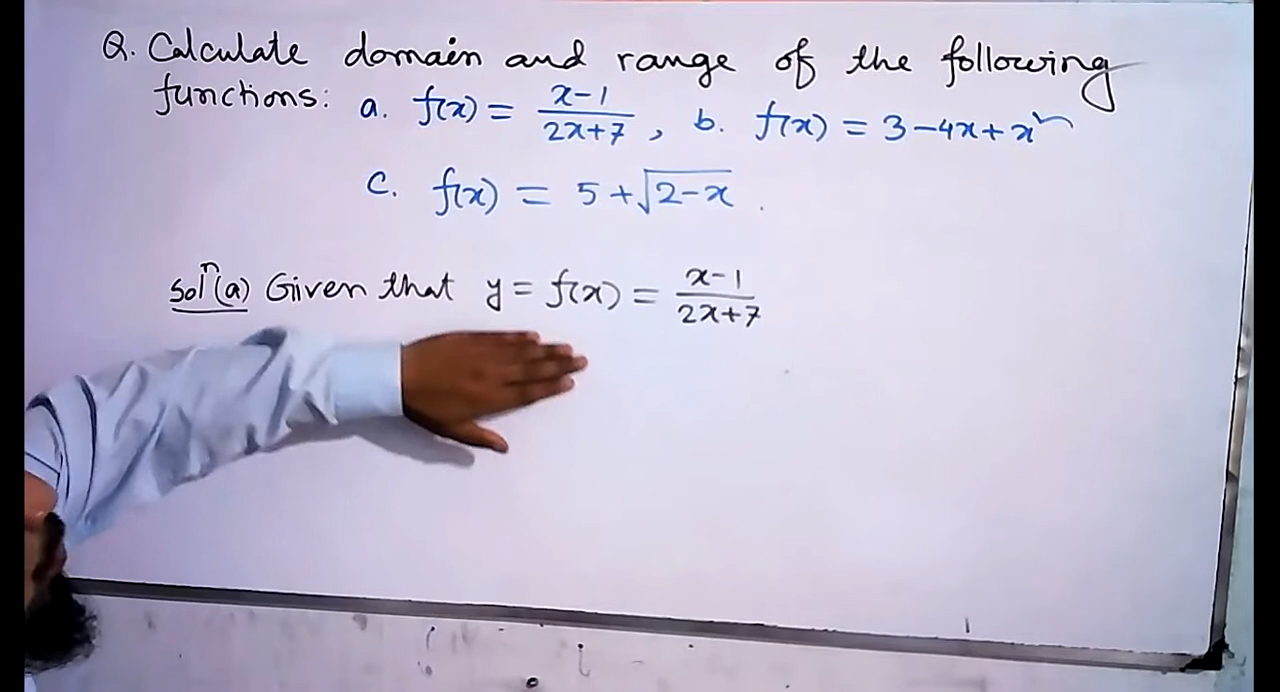 Q. Calculate domain and range of the following
functions: a. f(x) = x-1 / 2x+7 , b. f(x) = 3-4x+x²
c. f(x) = 5+√2-x .
Solⁿ(a) Given that y = f(x) = x-1 / 2x+7